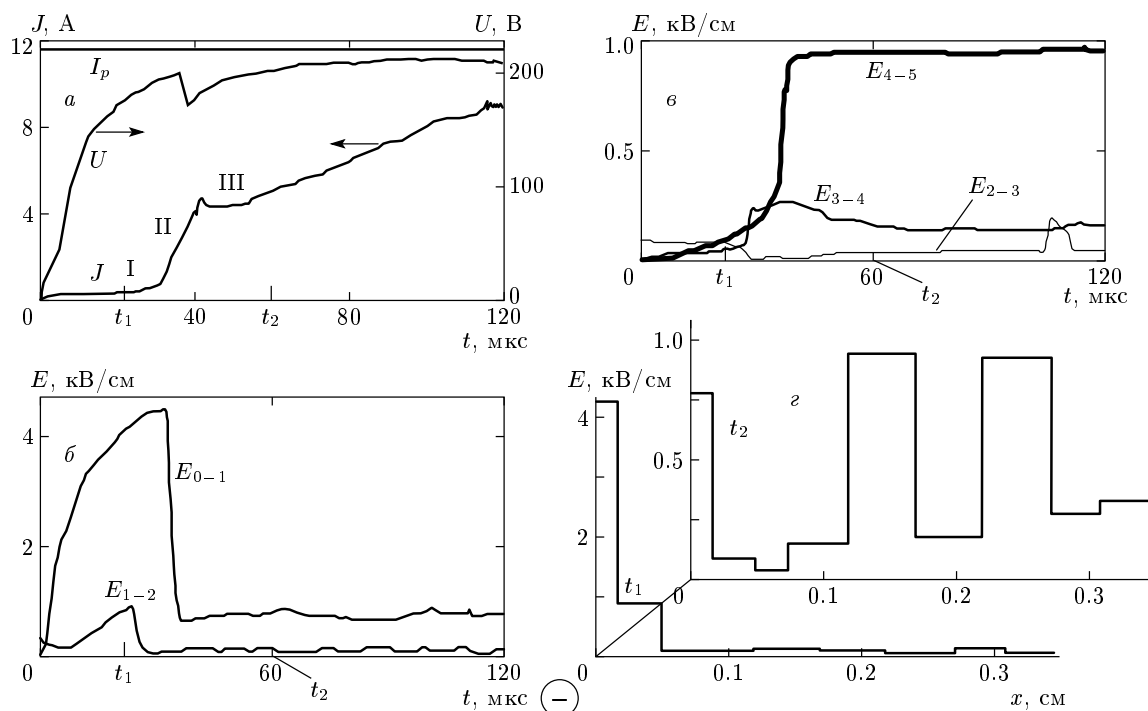 J, А
U, В
12
8
4
0
200
100
0
I_p
а
U
J
I
II
III
t_1
40
t_2
80
120
t, мкс
E, кВ/см
1.0
0.5
0
в
E_{4–5}
E_{3–4}
E_{2–3}
t_1
60
t_2
120
t, мкс
E, кВ/см
4
2
0
б
E_{0–1}
E_{1–2}
t_1
60
t_2
120
t, мкс
–
E, кВ/см
4
2
0
t_1
0.1
0.2
0.3
x, см
1.0
0.5
0
г
t_2
0.1
0.2
0.3